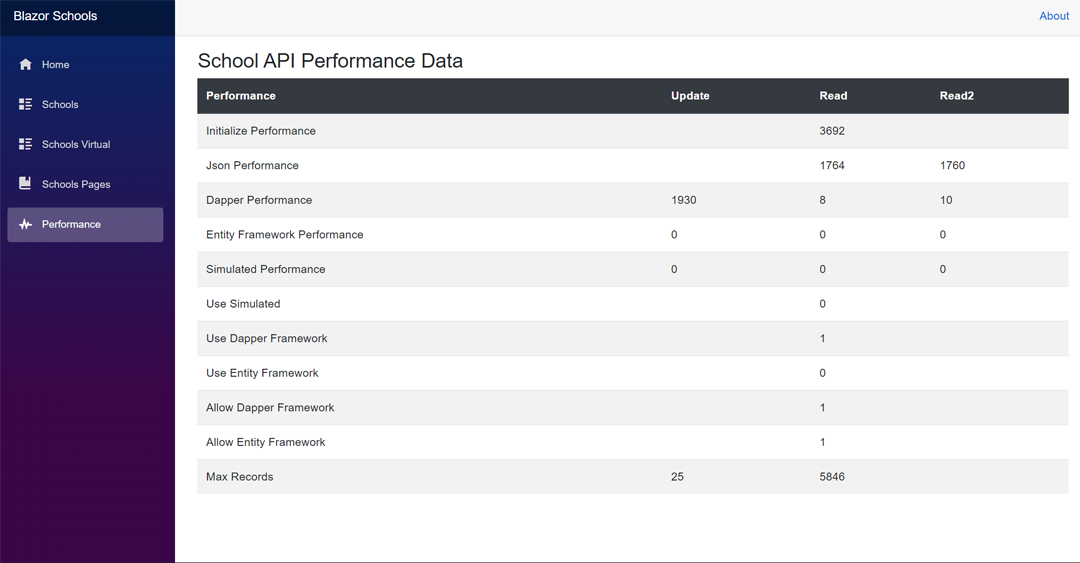 Blazor Schools
About
Home
Schools
Schools Virtual
Schools Pages
Performance
School API Performance Data
Performance Update Read Read2
Initialize Performance 3692
Json Performance 1764 1760
Dapper Performance 1930 8 10
Entity Framework Performance 0 0 0
Simulated Performance 0 0 0
Use Simulated 0
Use Dapper Framework 1
Use Entity Framework 0
Allow Dapper Framework 1
Allow Entity Framework 1
Max Records 25 5846